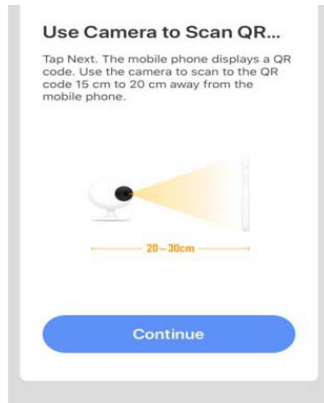 Use Camera to Scan QR...
Tap Next. The mobile phone displays a QR
code. Use the camera to scan to the QR
code 15 cm to 20 cm away from the
mobile phone.
20–30cm
Continue